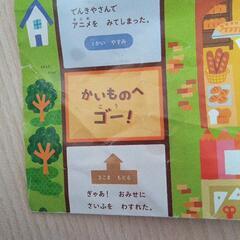 でんきやさんで
アニメを みてしまった。
1かい やすみ
かいものへ
ゴー!
3こま もどる
ぎゃあ! おみせに
さいふを わすれた。